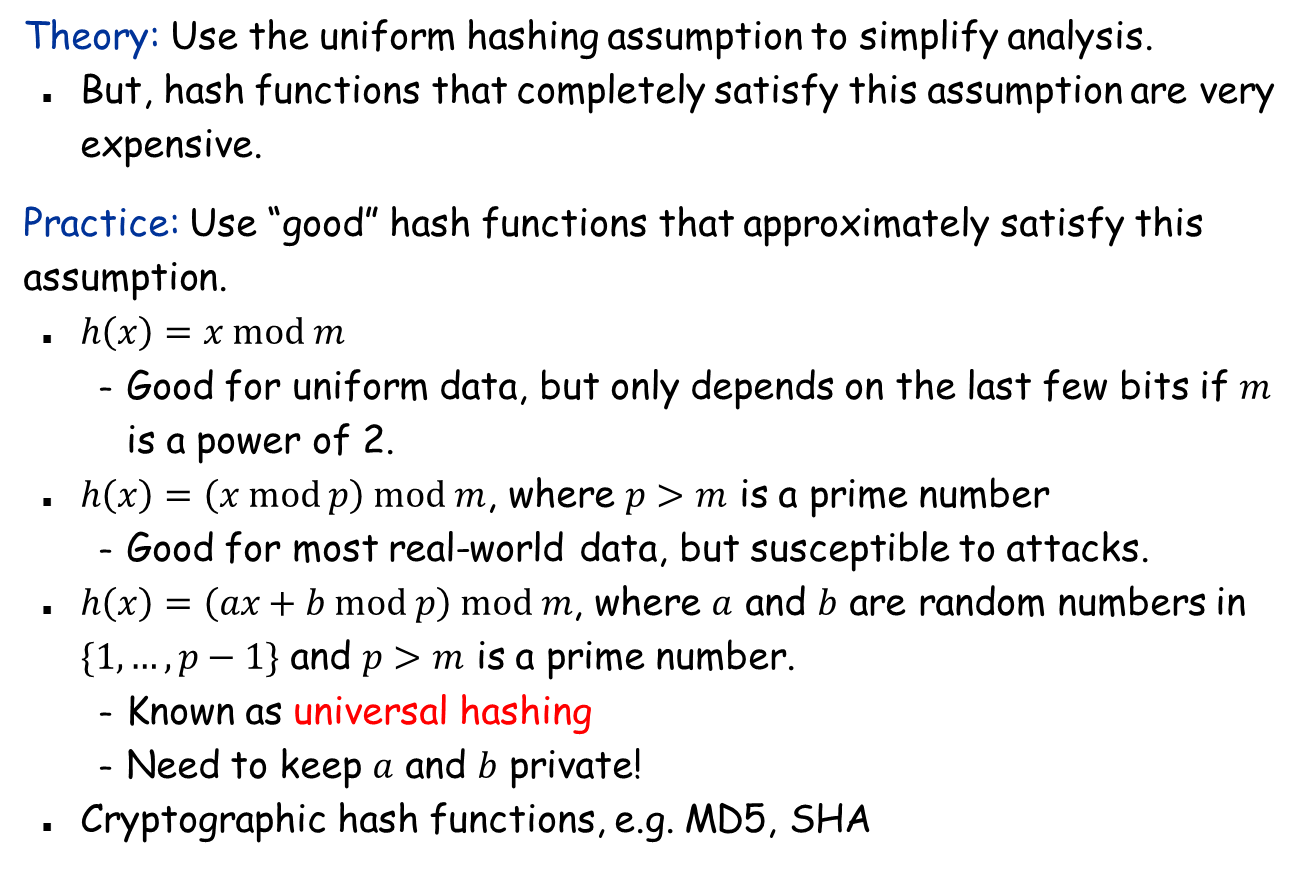 Theory: Use the uniform hashing assumption to simplify analysis.
▪ But, hash functions that completely satisfy this assumption are very
expensive.
Practice: Use “good” hash functions that approximately satisfy this
assumption.
▪ ℎ(𝑥) = 𝑥 mod 𝑚
- Good for uniform data, but only depends on the last few bits if 𝑚
is a power of 2.
▪ ℎ(𝑥) = (𝑥 mod 𝑝) mod 𝑚, where 𝑝 > 𝑚 is a prime number
- Good for most real-world data, but susceptible to attacks.
▪ ℎ(𝑥) = (𝑎𝑥 + 𝑏 mod 𝑝) mod 𝑚, where 𝑎 and 𝑏 are random numbers in
{1, … , 𝑝 − 1} and 𝑝 > 𝑚 is a prime number.
- Known as universal hashing
- Need to keep 𝑎 and 𝑏 private!
▪ Cryptographic hash functions, e.g. MD5, SHA